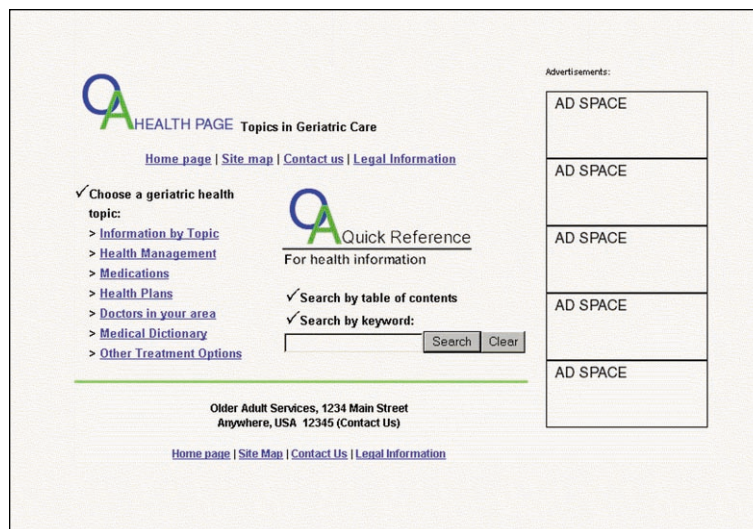 OA HEALTH PAGE Topics in Geriatric Care
Home page | Site map | Contact us | Legal Information
✓ Choose a geriatric health
topic:
> Information by Topic
> Health Management
> Medications
> Health Plans
> Doctors in your area
> Medical Dictionary
> Other Treatment Options
OA Quick Reference
For health information
✓ Search by table of contents
✓ Search by keyword:
Search Clear
Older Adult Services, 1234 Main Street
Anywhere, USA 12345 (Contact Us)
Home page | Site Map | Contact Us | Legal Information
Advertisements:
AD SPACE
AD SPACE
AD SPACE
AD SPACE
AD SPACE